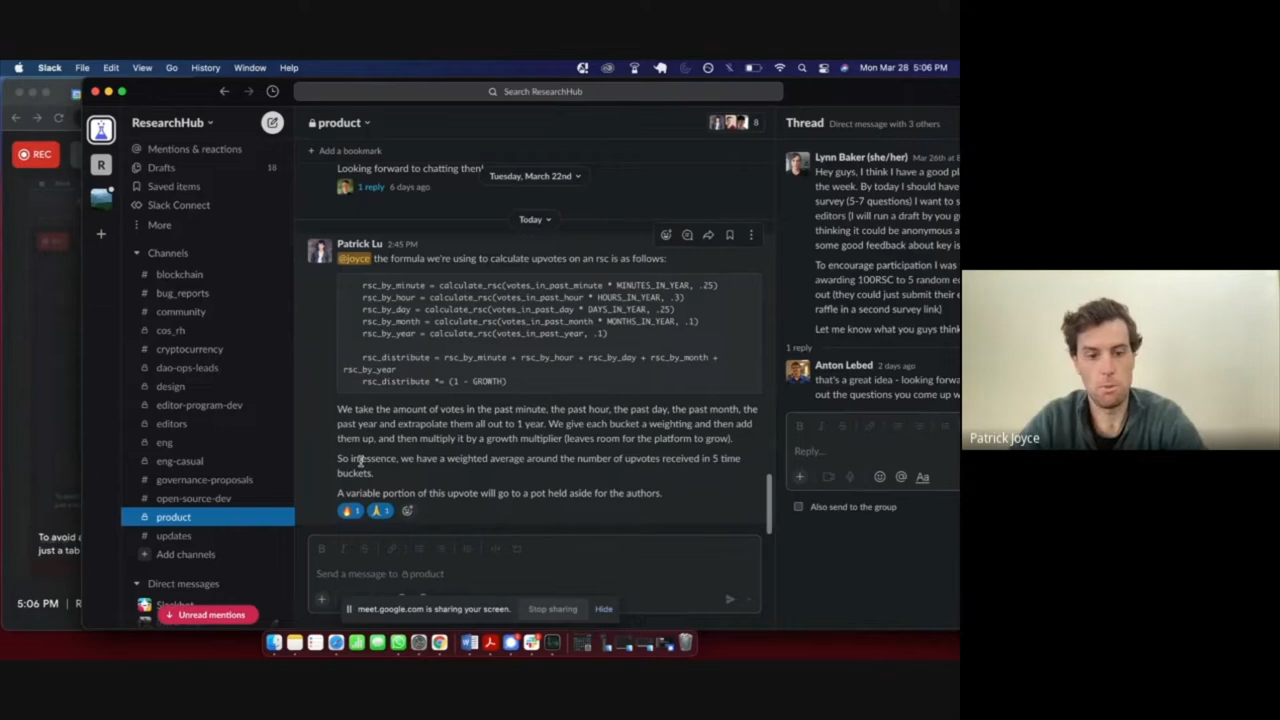 Slack File Edit View Go History Window Help
Mon Mar 28 5:06 PM
Search ResearchHub
REC
ResearchHub
Mentions & reactions
Drafts 18
Saved items
Slack Connect
More
Channels
# blockchain
# bug_reports
# community
cos_rh
# cryptocurrency
# dao-ops-leads
design
# editor-program-dev
editors
eng
# eng-casual
# governance-proposals
# open-source-dev
product
# updates
Add channels
Direct messages
Slackbot
Unread mentions
R
To avoid a
just a tab
5:06 PM | R
product
8
Add a bookmark
Looking forward to chatting then!
1 reply 6 days ago
Tuesday, March 22nd
Today
Patrick Lu 2:45 PM
@joyce the formula we're using to calculate upvotes on an rsc is as follows:
rsc_by_minute = calculate_rsc(votes_in_past_minute * MINUTES_IN_YEAR, .25)
rsc_by_hour = calculate_rsc(votes_in_past_hour * HOURS_IN_YEAR, .3)
rsc_by_day = calculate_rsc(votes_in_past_day * DAYS_IN_YEAR, .25)
rsc_by_month = calculate_rsc(votes_in_past_month * MONTHS_IN_YEAR, .1)
rsc_by_year = calculate_rsc(votes_in_past_year, .1)
rsc_distribute = rsc_by_minute + rsc_by_hour + rsc_by_day + rsc_by_month +
rsc_by_year
rsc_distribute *= (1 - GROWTH)
We take the amount of votes in the past minute, the past hour, the past day, the past month, the
past year and extrapolate them all out to 1 year. We give each bucket a weighting and then add
them up, and then multiply it by a growth multiplier (leaves room for the platform to grow).
So in essence, we have a weighted average around the number of upvotes received in 5 time
buckets.
A variable portion of this upvote will go to a pot held aside for the authors.
1 1
Send a message to product
meet.google.com is sharing your screen. Stop sharing Hide
Thread Direct message with 3 others
Lynn Baker (she/her) Mar 26th at 8
Hey guys, I think I have a good pl
the week. By today I should have
survey (5-7 questions) I want to s
editors (I will run a draft by you g
thinking it could be anonymous a
some good feedback about key is
To encourage participation I was
awarding 100RSC to 5 random ed
out (they could just submit their e
raffle in a second survey link)
Let me know what you guys think
1 reply
Anton Lebed 2 days ago
that's a great idea - looking forwa
out the questions you come up w
Reply...
Aa
Also send to the group
Patrick Joyce